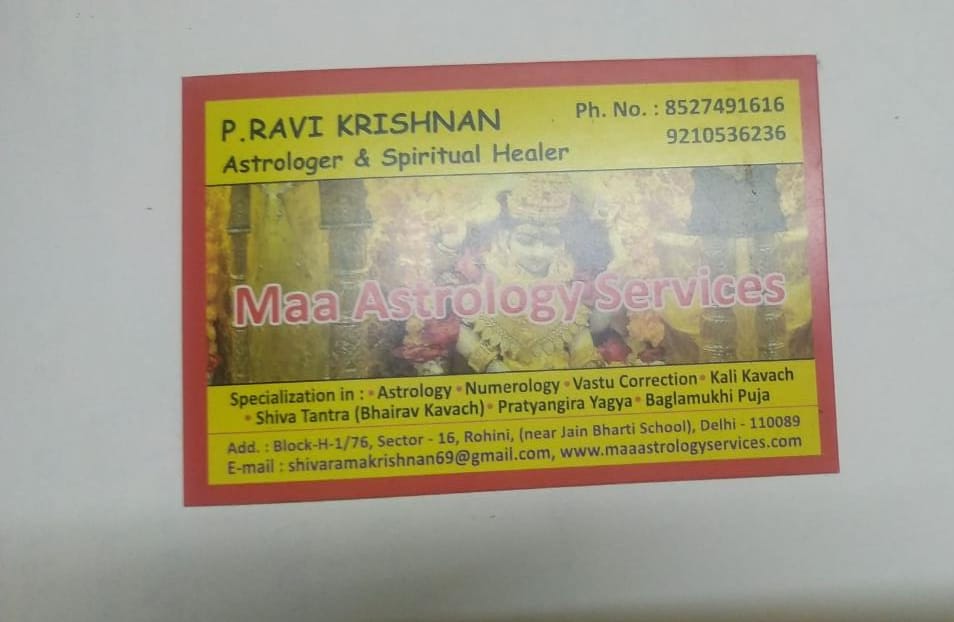 P.RAVI KRISHNAN
Astrologer & Spiritual Healer
Ph. No. : 8527491616
9210536236
Maa Astrology Services
Specialization in : • Astrology • Numerology • Vastu Correction • Kali Kavach
• Shiva Tantra (Bhairav Kavach) • Pratyangira Yagya • Baglamukhi Puja
Add. : Block-H-1/76, Sector - 16, Rohini, (near Jain Bharti School), Delhi - 110089
E-mail : shivaramakrishnan69@gmail.com, www.maaastrologyservices.com